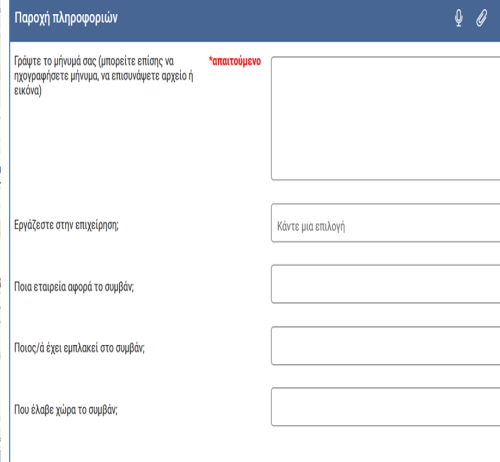 Παροχή πληροφοριών
Γράψτε το μήνυμά σας (μπορείτε επίσης να
ηχογραφήσετε μήνυμα, να επισυνάψετε αρχείο ή
εικόνα)
*απαιτούμενο
Εργάζεστε στην επιχείρηση;
Κάντε μια επιλογή
Ποια εταιρεία αφορά το συμβάν;
Ποιος/ά έχει εμπλακεί στο συμβάν;
Που έλαβε χώρα το συμβάν;